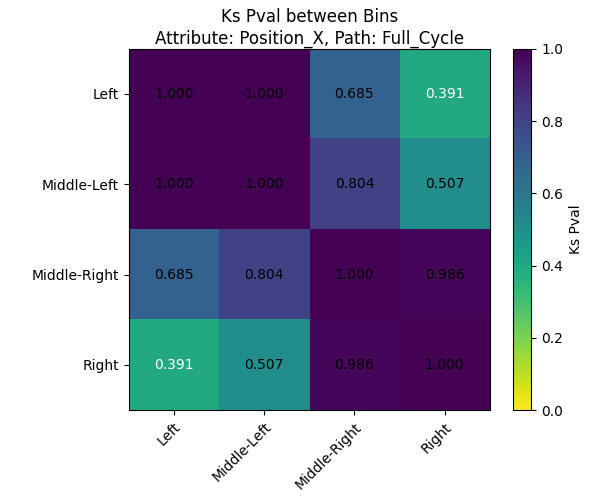 Ks Pval between Bins
Attribute: Position_X, Path: Full_Cycle
Left 1.000 1.000 0.685 0.391
Middle-Left 1.000 1.000 0.804 0.507
Middle-Right 0.685 0.804 1.000 0.986
Right 0.391 0.507 0.986 1.000
Left Middle-Left Middle-Right Right
1.0
0.8
0.6
0.4
0.2
0.0
Ks Pval